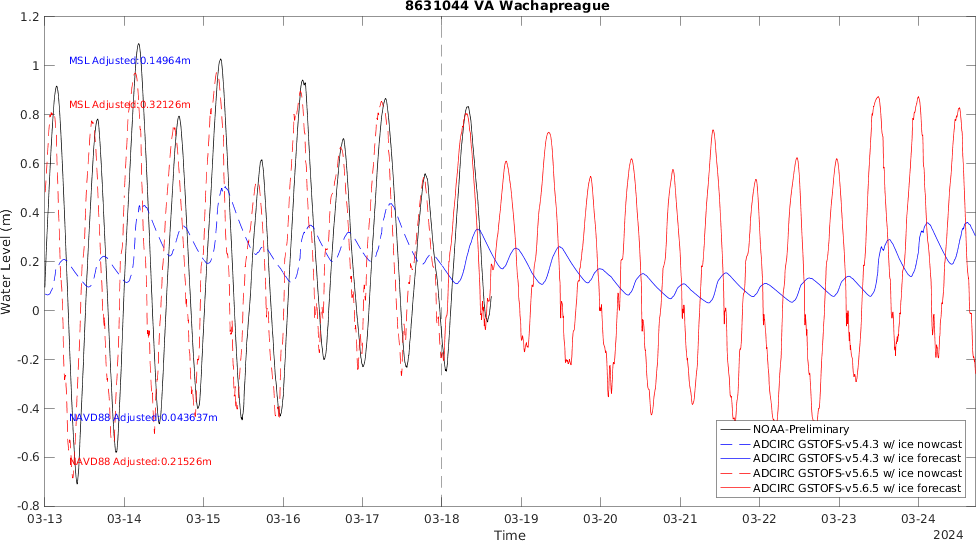 8631044 VA Wachapreague
1.2
1
0.8
0.6
0.4
0.2
0
-0.2
-0.4
-0.6
-0.8
Water Level (m)
MSL Adjusted:0.14964m
MSL Adjusted:0.32126m
NAVD88 Adjusted:0.043637m
NAVD88 Adjusted:0.21526m
NOAA-Preliminary
ADCIRC GSTOFS-v5.4.3 w/ ice nowcast
ADCIRC GSTOFS-v5.4.3 w/ ice forecast
ADCIRC GSTOFS-v5.6.5 w/ ice nowcast
ADCIRC GSTOFS-v5.6.5 w/ ice forecast
03-13 03-14 03-15 03-16 03-17 03-18 03-19 03-20 03-21 03-22 03-23 03-24
Time
2024